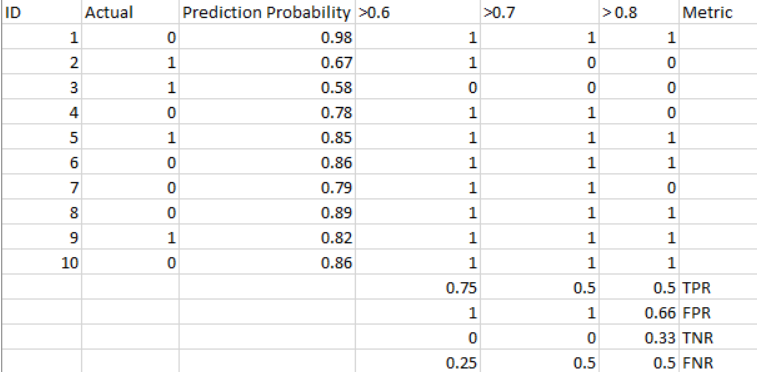 ID Actual Prediction Probability >0.6 >0.7 >0.8 Metric
1 0 0.98 1 1 1
2 1 0.67 1 0 0
3 1 0.58 0 0 0
4 0 0.78 1 1 0
5 1 0.85 1 1 1
6 0 0.86 1 1 1
7 0 0.79 1 1 0
8 0 0.89 1 1 1
9 1 0.82 1 1 1
10 0 0.86 1 1 1
0.75 0.5 0.5 TPR
1 1 0.66 FPR
0 0 0.33 TNR
0.25 0.5 0.5 FNR